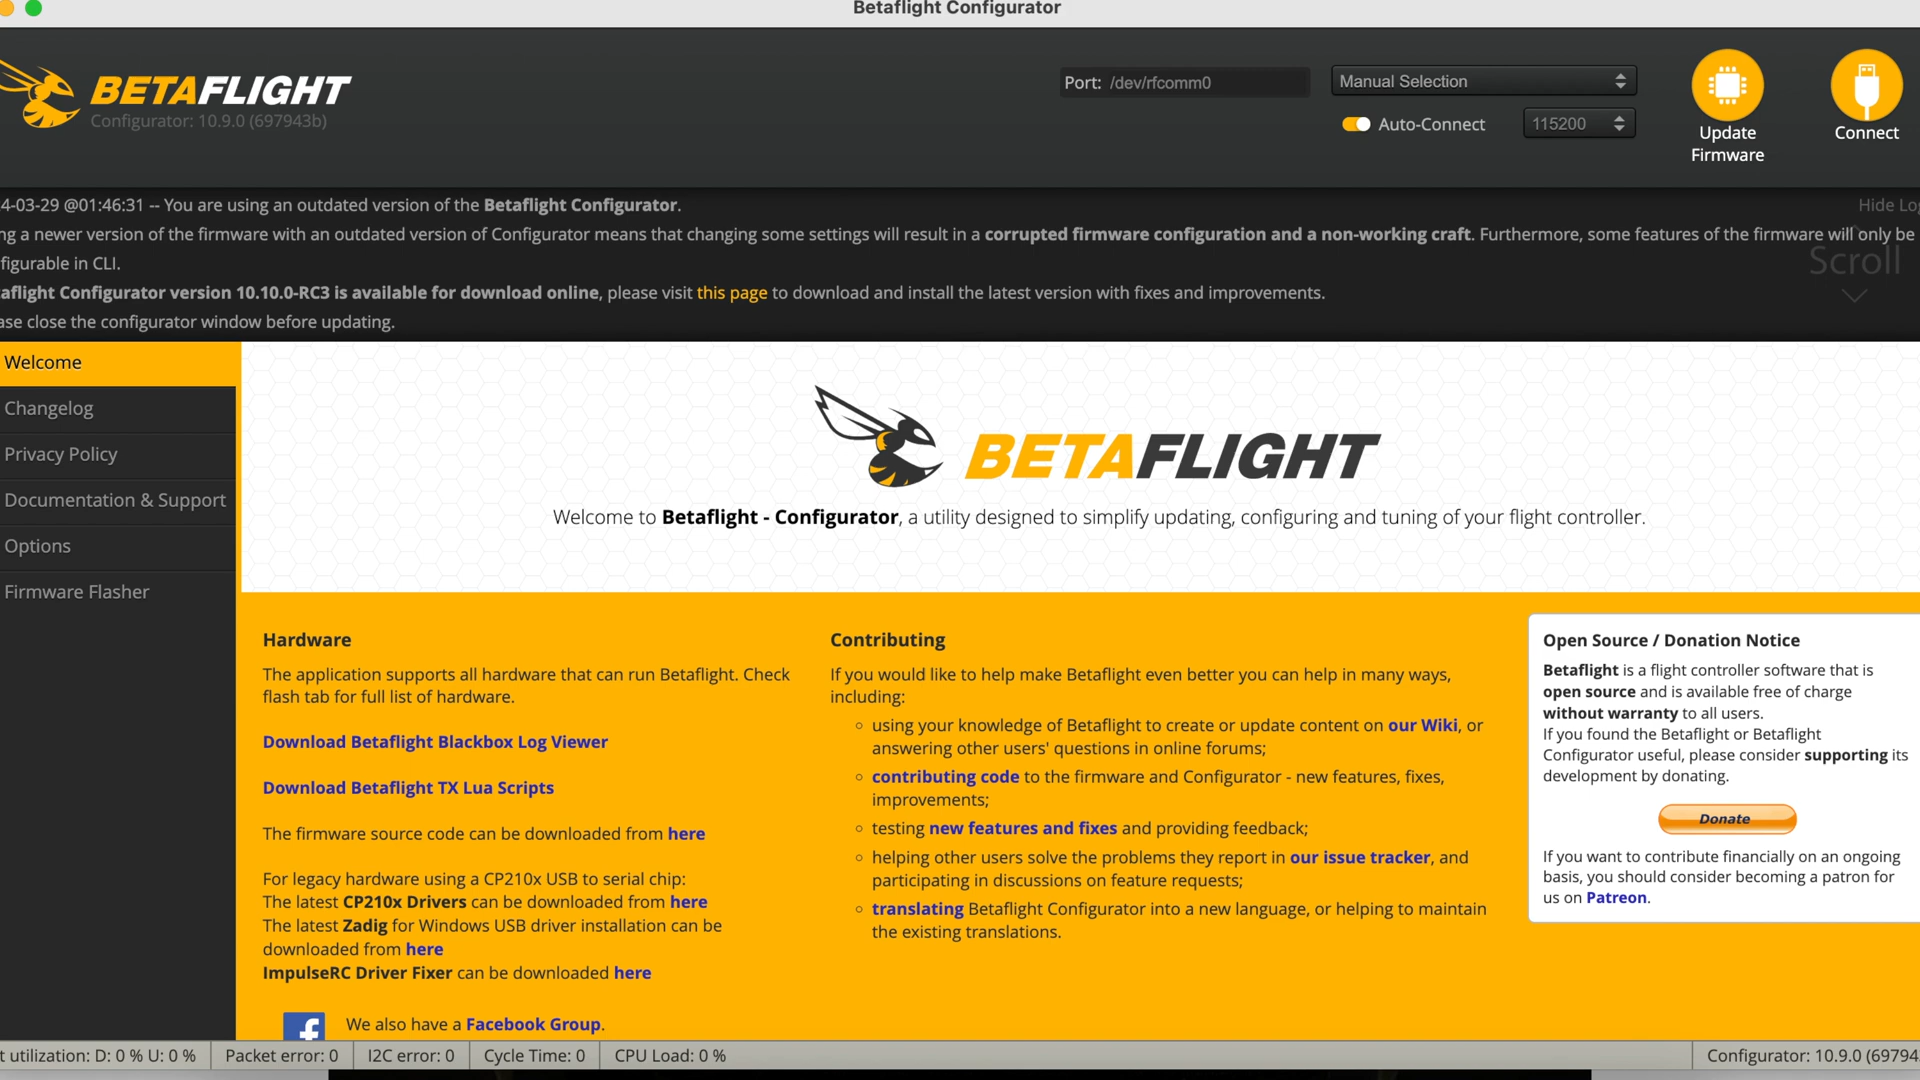 Betaflight Configurator
BETAFLIGHT
Configurator: 10.9.0 (697943b)
Port: /dev/rfcomm0
Manual Selection
Auto-Connect
115200
Update
Firmware
Connect
4-03-29 @01:46:31 -- You are using an outdated version of the Betaflight Configurator.
Hide Lo
ng a newer version of the firmware with an outdated version of Configurator means that changing some settings will result in a corrupted firmware configuration and a non-working craft. Furthermore, some features of the firmware will only be
figurable in CLI.
Scroll
aflight Configurator version 10.10.0-RC3 is available for download online, please visit this page to download and install the latest version with fixes and improvements.
ase close the configurator window before updating.
Welcome
Changelog
Privacy Policy
Documentation & Support
Options
Firmware Flasher
BETAFLIGHT
Welcome to Betaflight - Configurator, a utility designed to simplify updating, configuring and tuning of your flight controller.
Hardware
The application supports all hardware that can run Betaflight. Check
flash tab for full list of hardware.
Download Betaflight Blackbox Log Viewer
Download Betaflight TX Lua Scripts
The firmware source code can be downloaded from here
For legacy hardware using a CP210x USB to serial chip:
The latest CP210x Drivers can be downloaded from here
The latest Zadig for Windows USB driver installation can be
downloaded from here
ImpulseRC Driver Fixer can be downloaded here
We also have a Facebook Group.
Contributing
If you would like to help make Betaflight even better you can help in many ways,
including:
using your knowledge of Betaflight to create or update content on our Wiki, or
answering other users' questions in online forums;
contributing code to the firmware and Configurator - new features, fixes,
improvements;
testing new features and fixes and providing feedback;
helping other users solve the problems they report in our issue tracker, and
participating in discussions on feature requests;
translating Betaflight Configurator into a new language, or helping to maintain
the existing translations.
Open Source / Donation Notice
Betaflight is a flight controller software that is
open source and is available free of charge
without warranty to all users.
If you found the Betaflight or Betaflight
Configurator useful, please consider supporting its
development by donating.
Donate
If you want to contribute financially on an ongoing
basis, you should consider becoming a patron for
us on Patreon.
t utilization: D: 0 % U: 0 %
Packet error: 0
I2C error: 0
Cycle Time: 0
CPU Load: 0 %
Configurator: 10.9.0 (69794